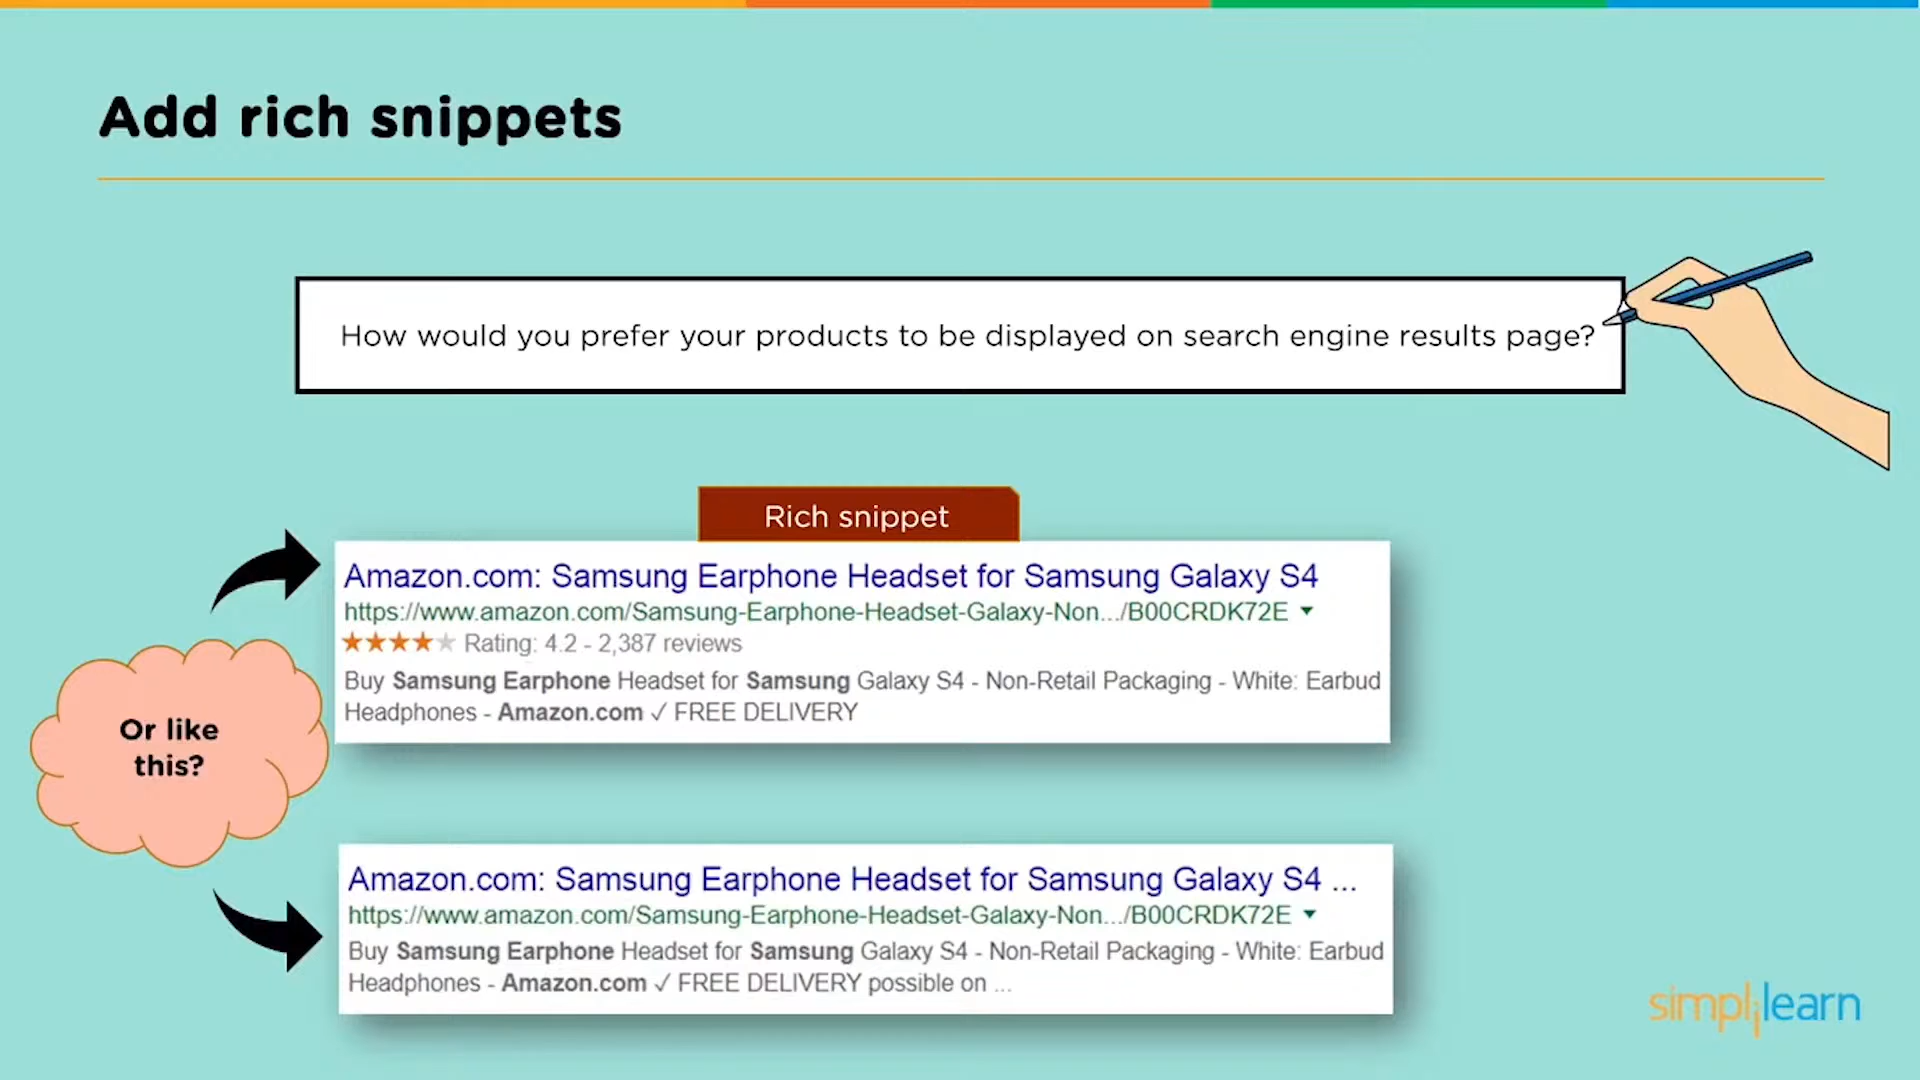 Add rich snippets
How would you prefer your products to be displayed on search engine results page?
Rich snippet
Amazon.com: Samsung Earphone Headset for Samsung Galaxy S4
https://www.amazon.com/Samsung-Earphone-Headset-Galaxy-Non.../B00CRDK72E
Rating: 4.2 - 2,387 reviews
Buy Samsung Earphone Headset for Samsung Galaxy S4 - Non-Retail Packaging - White: Earbud
Headphones - Amazon.com ✓ FREE DELIVERY
Or like
this?
Amazon.com: Samsung Earphone Headset for Samsung Galaxy S4 ...
https://www.amazon.com/Samsung-Earphone-Headset-Galaxy-Non.../B00CRDK72E
Buy Samsung Earphone Headset for Samsung Galaxy S4 - Non-Retail Packaging - White: Earbud
Headphones - Amazon.com ✓ FREE DELIVERY possible on ...
simplilearn